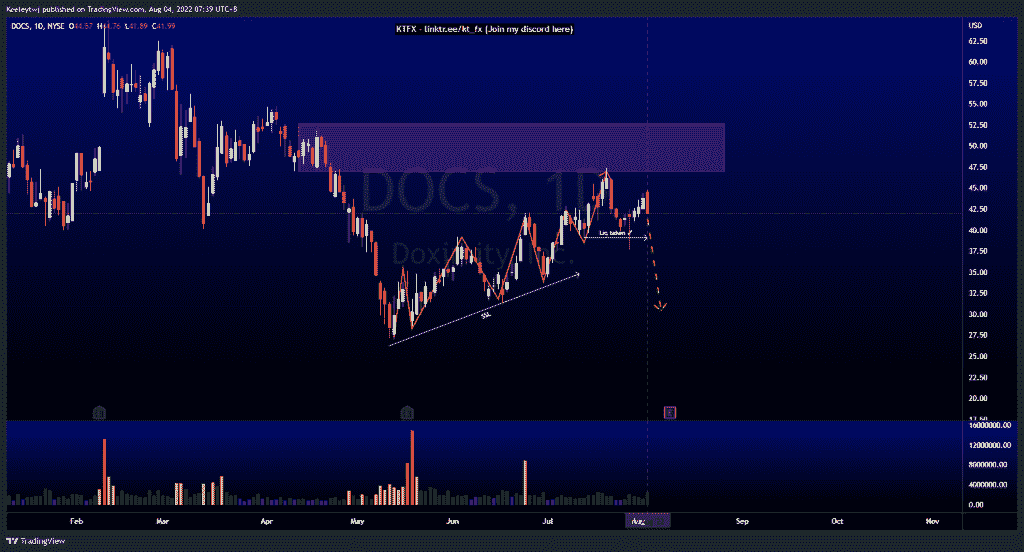 Keeleytwj published on TradingView.com, Aug 04, 2022 07:39 UTC-8
DOCS, 1D, NYSE O44.37 H44.76 L41.89 C41.99
KTFX - linktr.ee/kt_fx (Join my discord here)
USD
62.50
60.00
57.50
55.00
52.50
50.00
47.50
45.00
42.50
40.00
37.50
35.00
32.50
30.00
27.50
25.00
22.50
20.00
17.50
DOCS, 1D
Doximity, Inc.
taken
16000000.00
12000000.00
8000000.00
4000000.00
0.00
Feb Mar Apr May Jun Jul Aug Sep Oct Nov
TradingView